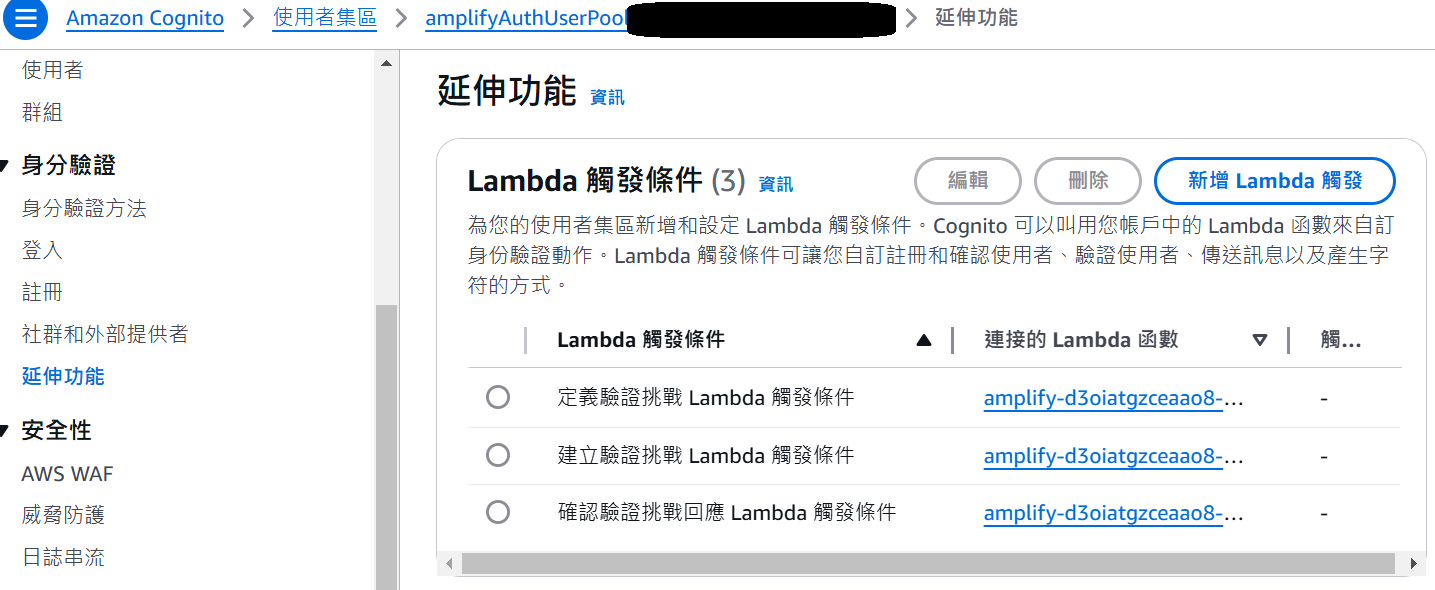 Amazon Cognito > 使用者集區 > amplifyAuthUserPool > 延伸功能
使用者
群組
身分驗證
身分驗證方法
登入
註冊
社群和外部提供者
延伸功能
安全性
AWS WAF
威脅防護
日誌串流
延伸功能 資訊
Lambda 觸發條件 (3) 資訊
編輯
刪除
新增 Lambda 觸發
為您的使用者集區新增和設定 Lambda 觸發條件。Cognito 可以叫用您帳戶中的 Lambda 函數來自訂
身份驗證動作。Lambda 觸發條件可讓您自訂註冊和確認使用者、驗證使用者、傳送訊息以及產生字
符的方式。
Lambda 觸發條件 連接的 Lambda 函數 觸...
定義驗證挑戰 Lambda 觸發條件 amplify-d3oiatgzceaao8-... -
建立驗證挑戰 Lambda 觸發條件 amplify-d3oiatgzceaao8-... -
確認驗證挑戰回應 Lambda 觸發條件 amplify-d3oiatgzceaao8-... -